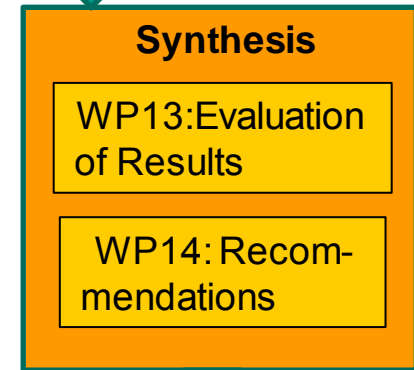 Synthesis
WP13:Evaluation
of Results
WP14: Recom-
mendations